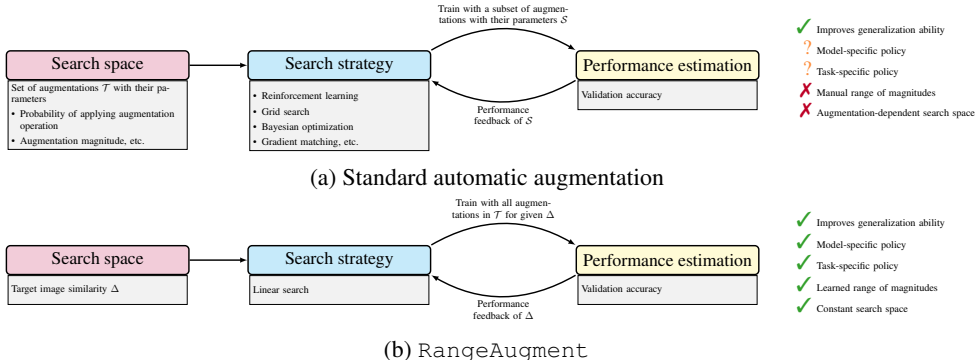 Train with a subset of augmen-
tations with their parameters S
Search space
Search strategy
Performance estimation
Set of augmentations T with their pa-
rameters
• Probability of applying augmentation
operation
• Augmentation magnitude, etc.
• Reinforcement learning
• Grid search
• Bayesian optimization
• Gradient matching, etc.
Validation accuracy
Performance
feedback of S
✓ Improves generalization ability
? Model-specific policy
? Task-specific policy
✗ Manual range of magnitudes
✗ Augmentation-dependent search space
(a) Standard automatic augmentation
Train with all augmen-
tations in T for given Δ
Search space
Search strategy
Performance estimation
Target image similarity Δ
Linear search
Validation accuracy
Performance
feedback of Δ
✓ Improves generalization ability
✓ Model-specific policy
✓ Task-specific policy
✓ Learned range of magnitudes
✓ Constant search space
(b) RangeAugment